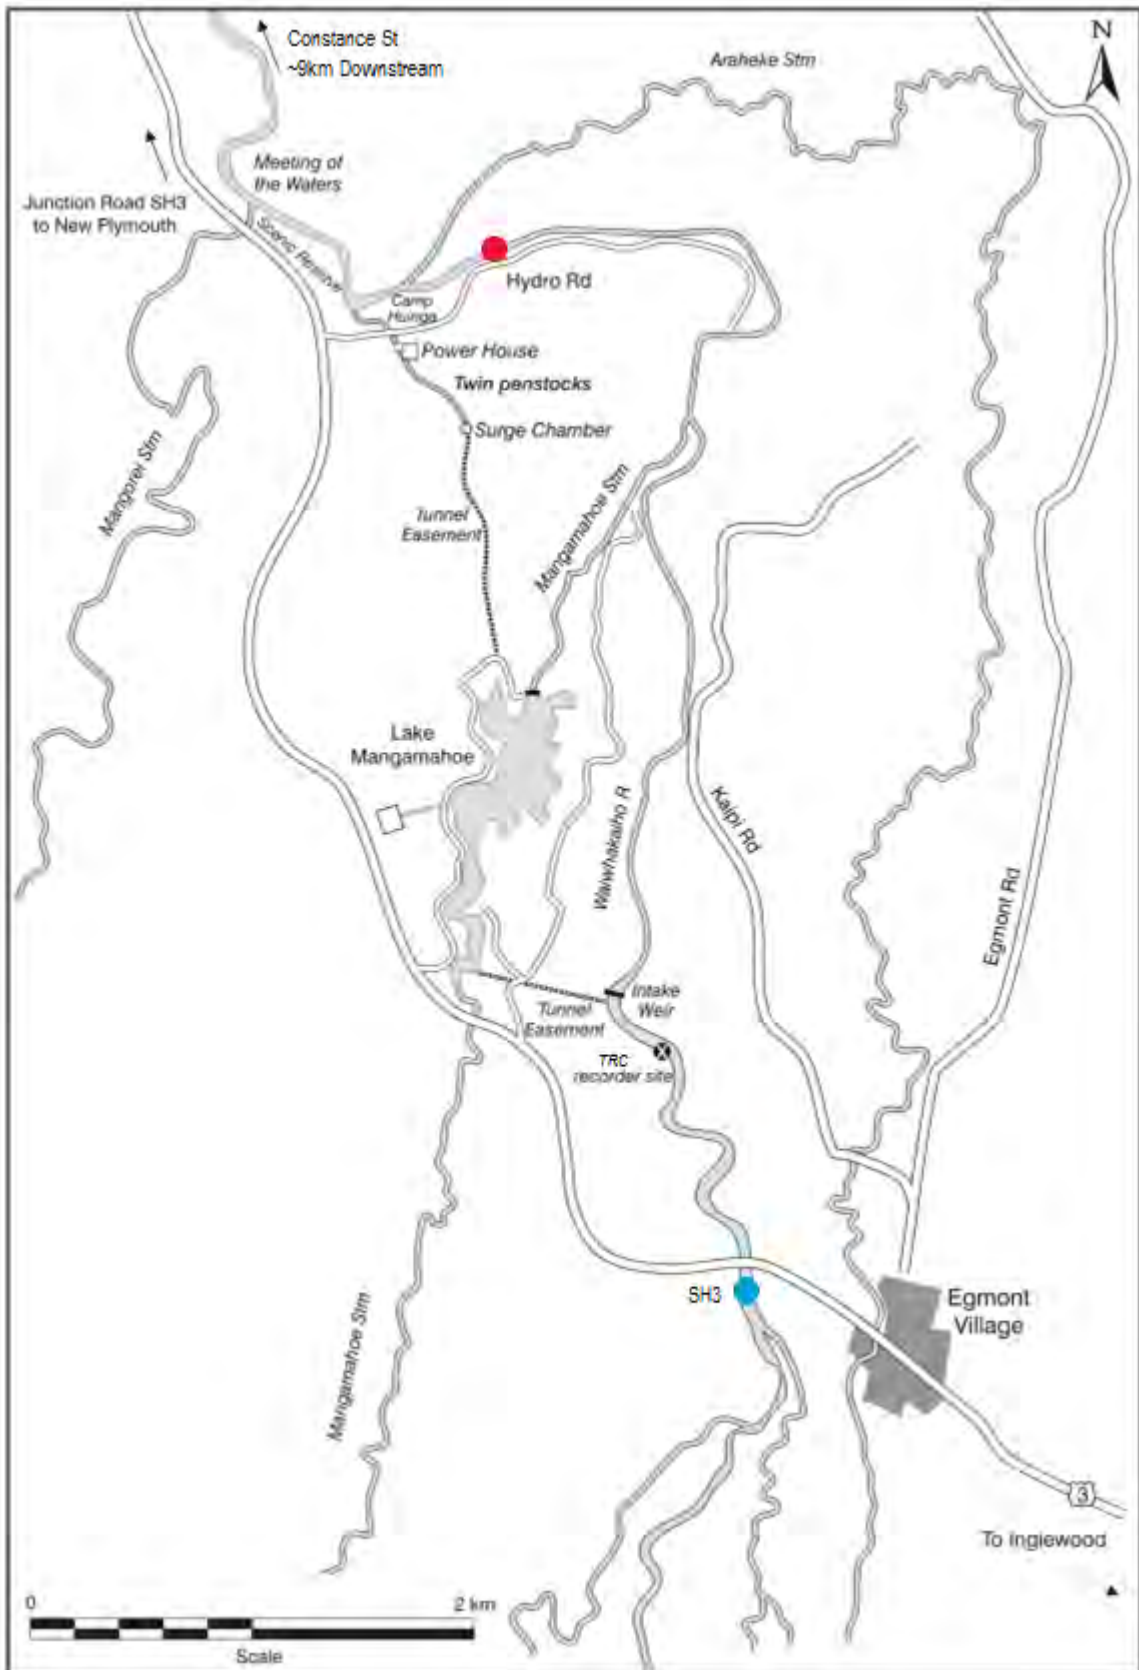 Constance St
~9km Downstream
N
Araheke Stm
Meeting of
the Waters
Junction Road SH3
to New Plymouth
Scenic Reserve
Hydro Rd
Camp
Huinga
Power House
Twin penstocks
Surge Chamber
Mangorei Stm
Tunnel
Easement
Mangamahoe Stm
Lake
Mangamahoe
Waiwhakaiho R
Kaipi Rd
Egmont Rd
Intake
Weir
Tunnel
Easement
TRC
recorder site
SH3
Egmont
Village
Mangamahoe Stm
3
To Inglewood
0
2 km
Scale